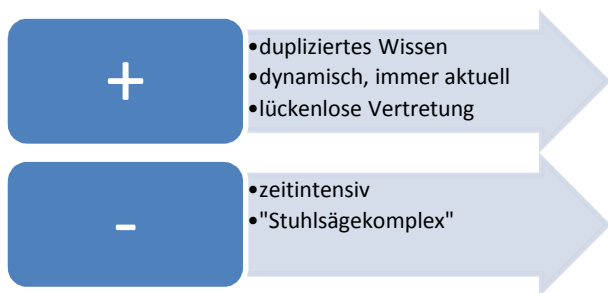 +
•dupliziertes Wissen
•dynamisch, immer aktuell
•lückenlose Vertretung
-
•zeitintensiv
•"Stuhlsägekomplex"